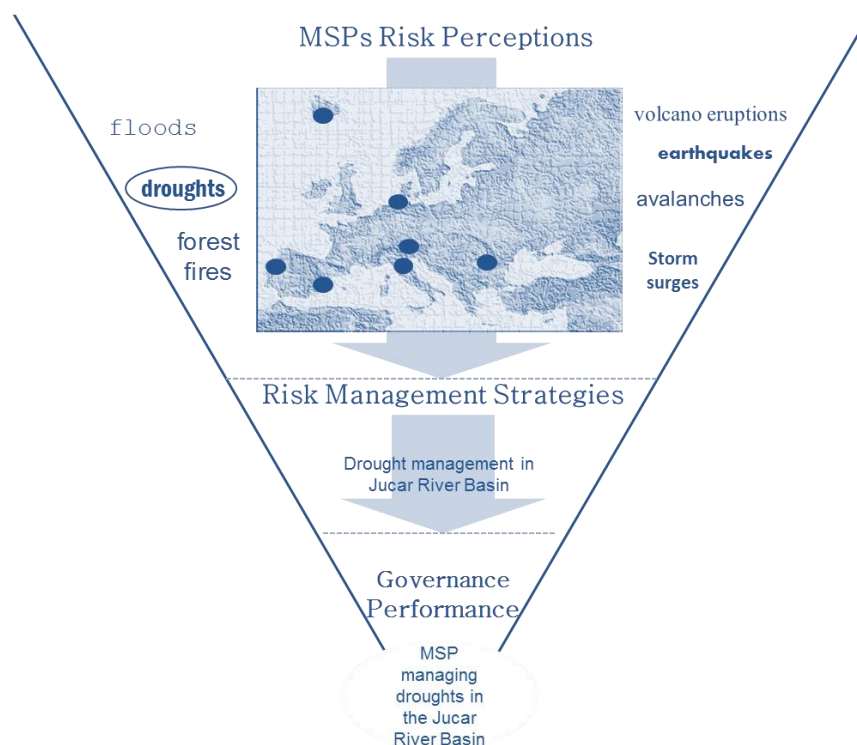 MSPs Risk Perceptions
floods
droughts
forest
fires
volcano eruptions
earthquakes
avalanches
Storm
surges
Risk Management Strategies
Drought management in
Jucar River Basin
Governance
Performance
MSP
managing
droughts in
the Jucar
River Basin